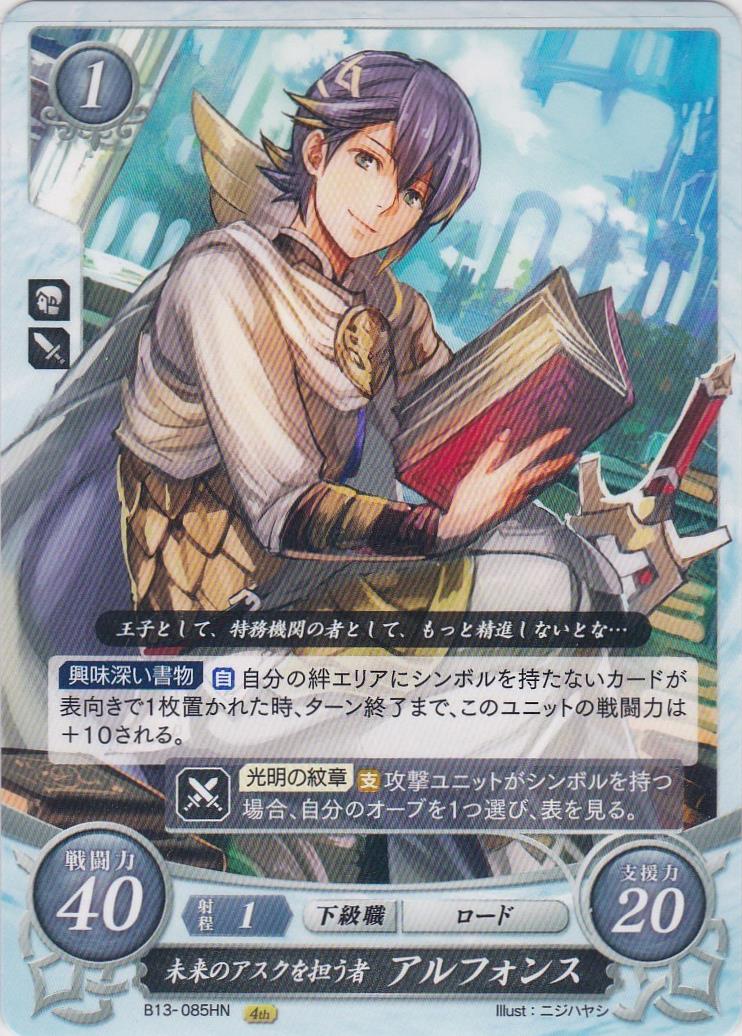 1
王子として、特務機関の者として、もっと精進しないとな…
興味深い書物 自 自分の絆エリアにシンボルを持たないカードが
表向きで1枚置かれた時、ターン終了まで、このユニットの戦闘力は
＋10される。
光明の紋章 支 攻撃ユニットがシンボルを持つ
場合、自分のオーブを1つ選び、表を見る。
戦闘力
40
射程 1
下級職
ロード
支援力
20
未来のアスクを担う者 アルフォンス
B13-085HN 4th
Illust：ニジハヤシ